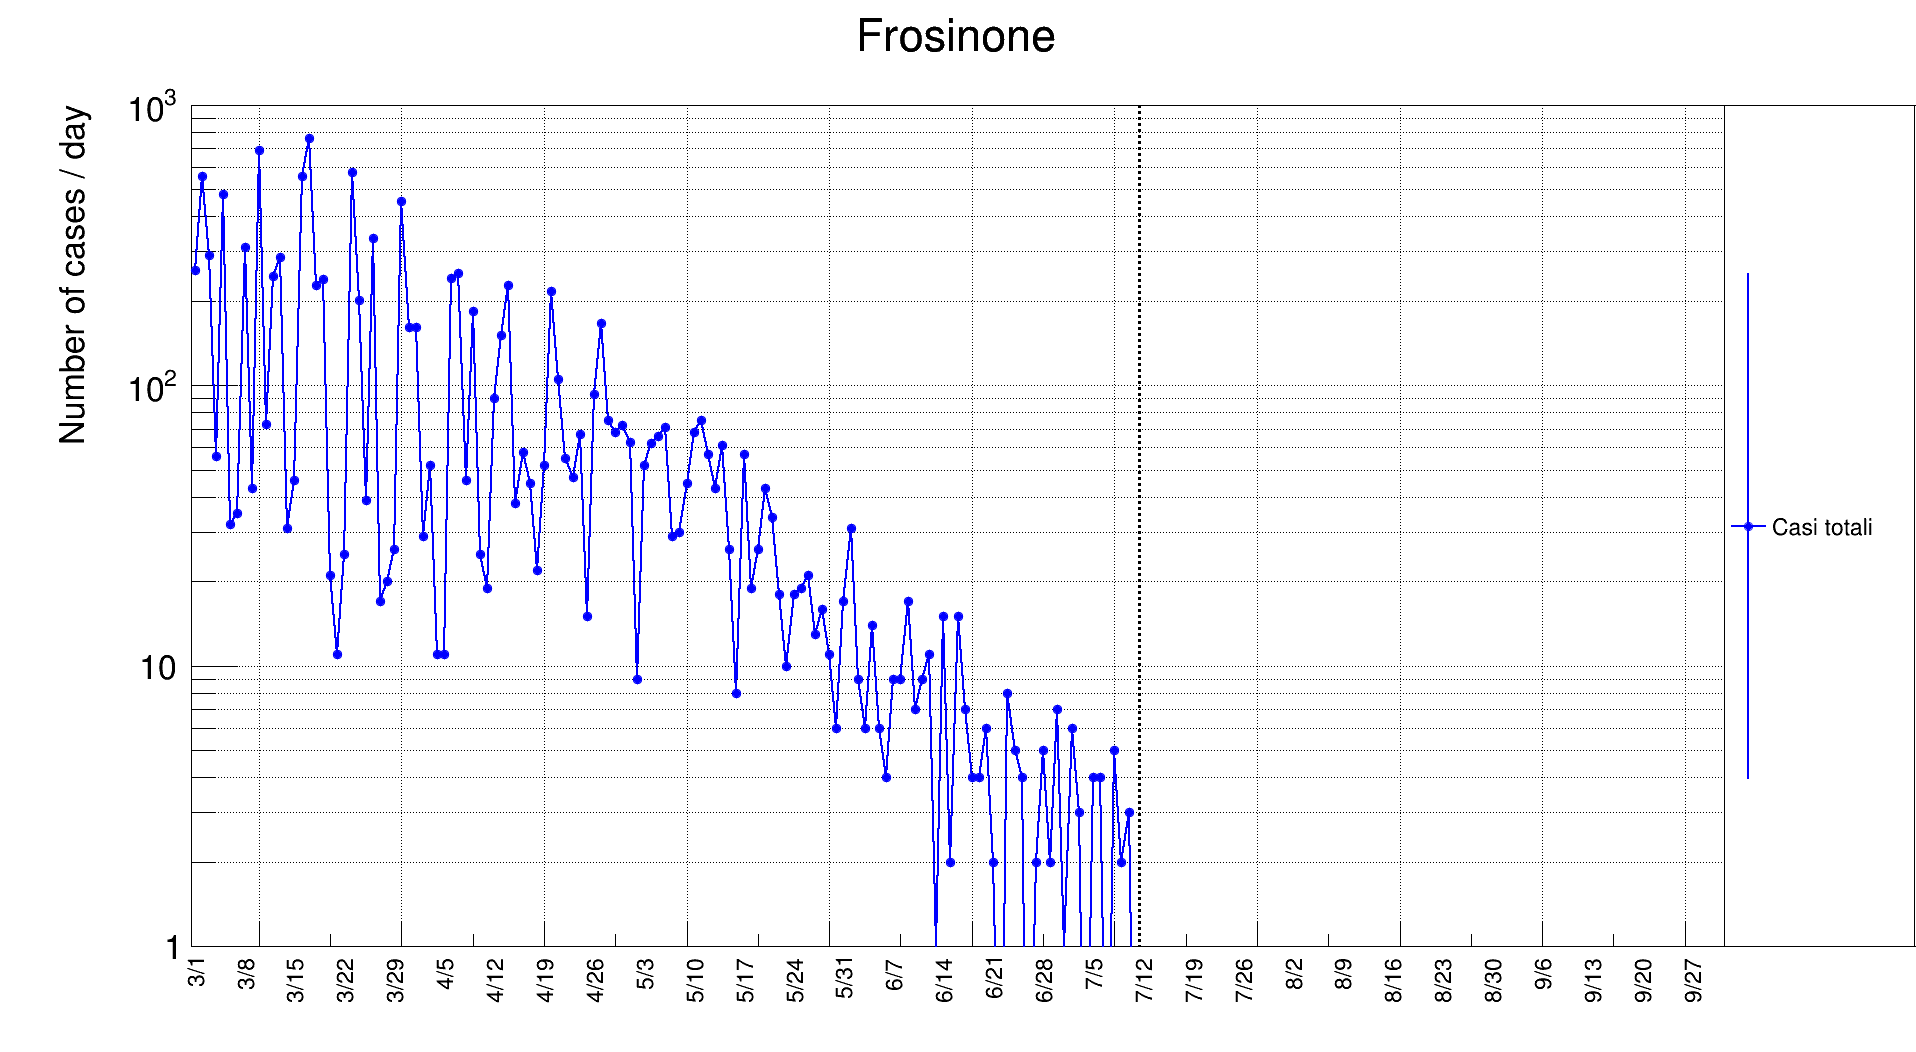 Frosinone
Number of cases / day
10³
10²
10
1
3/1 3/8 3/15 3/22 3/29 4/5 4/12 4/19 4/26 5/3 5/10 5/17 5/24 5/31 6/7 6/14 6/21 6/28 7/5 7/12 7/19 7/26 8/2 8/9 8/16 8/23 8/30 9/6 9/13 9/20 9/27
Casi totali